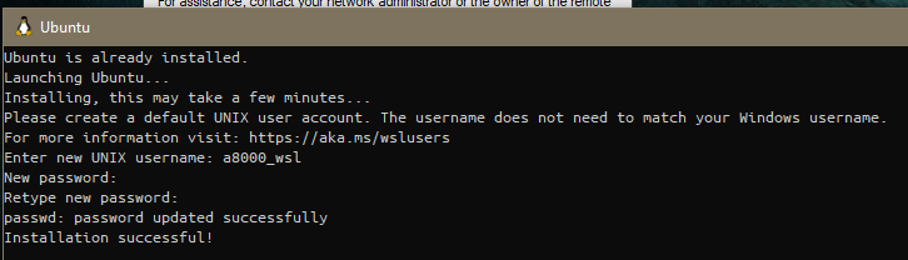 For assistance, contact your network administrator or the owner of the remote
Ubuntu
Ubuntu is already installed.
Launching Ubuntu...
Installing, this may take a few minutes...
Please create a default UNIX user account. The username does not need to match your Windows username.
For more information visit: https://aka.ms/wslusers
Enter new UNIX username: a8000_wsl
New password:
Retype new password:
passwd: password updated successfully
Installation successful!